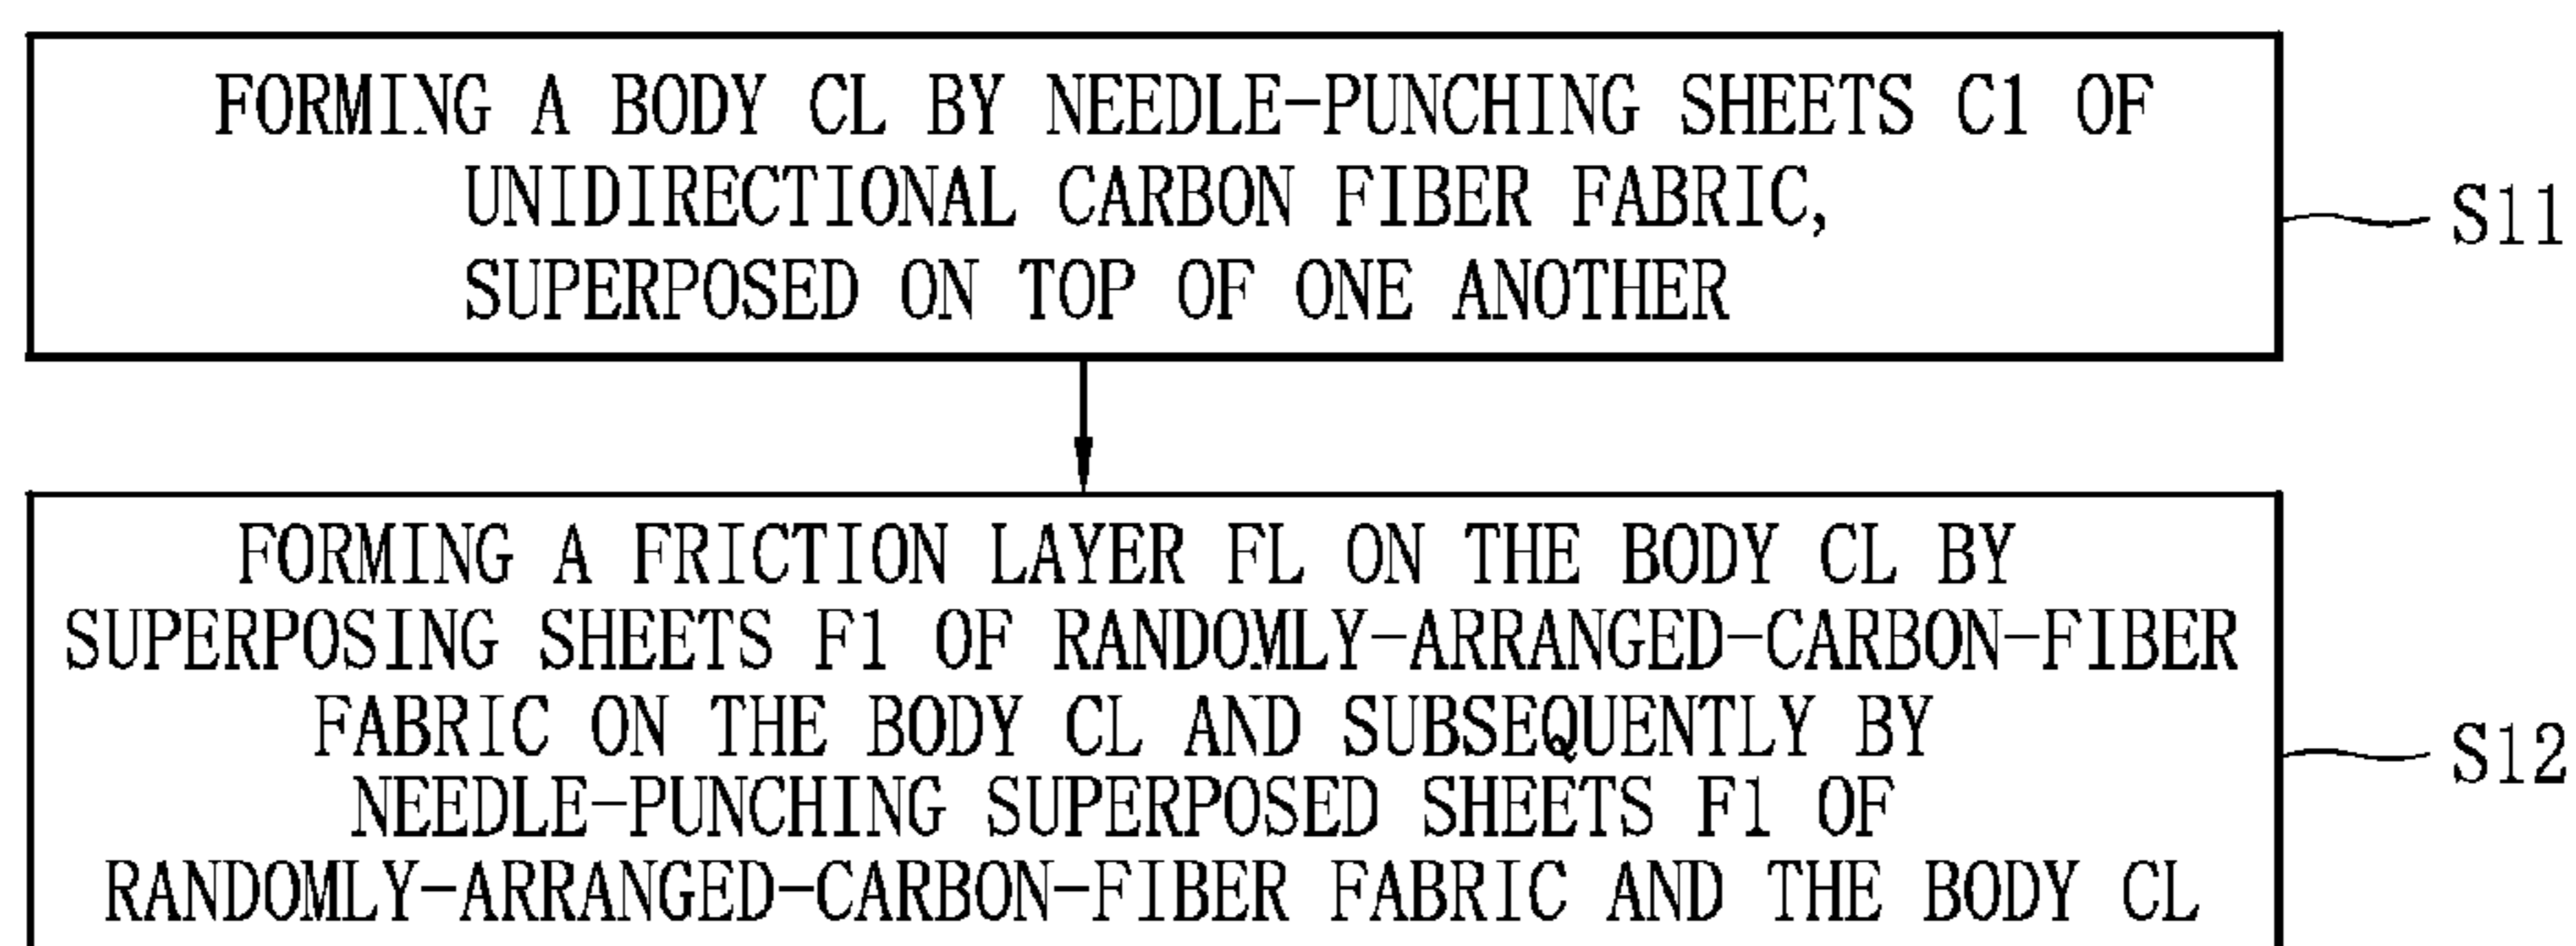 FORMING A BODY CL BY NEEDLE-PUNCHING SHEETS C1 OF
UNIDIRECTIONAL CARBON FIBER FABRIC,
SUPERPOSED ON TOP OF ONE ANOTHER
S11
FORMING A FRICTION LAYER FL ON THE BODY CL BY
SUPERPOSING SHEETS F1 OF RANDOMLY-ARRANGED-CARBON-FIBER
FABRIC ON THE BODY CL AND SUBSEQUENTLY BY
NEEDLE-PUNCHING SUPERPOSED SHEETS F1 OF
RANDOMLY-ARRANGED-CARBON-FIBER FABRIC AND THE BODY CL
S12